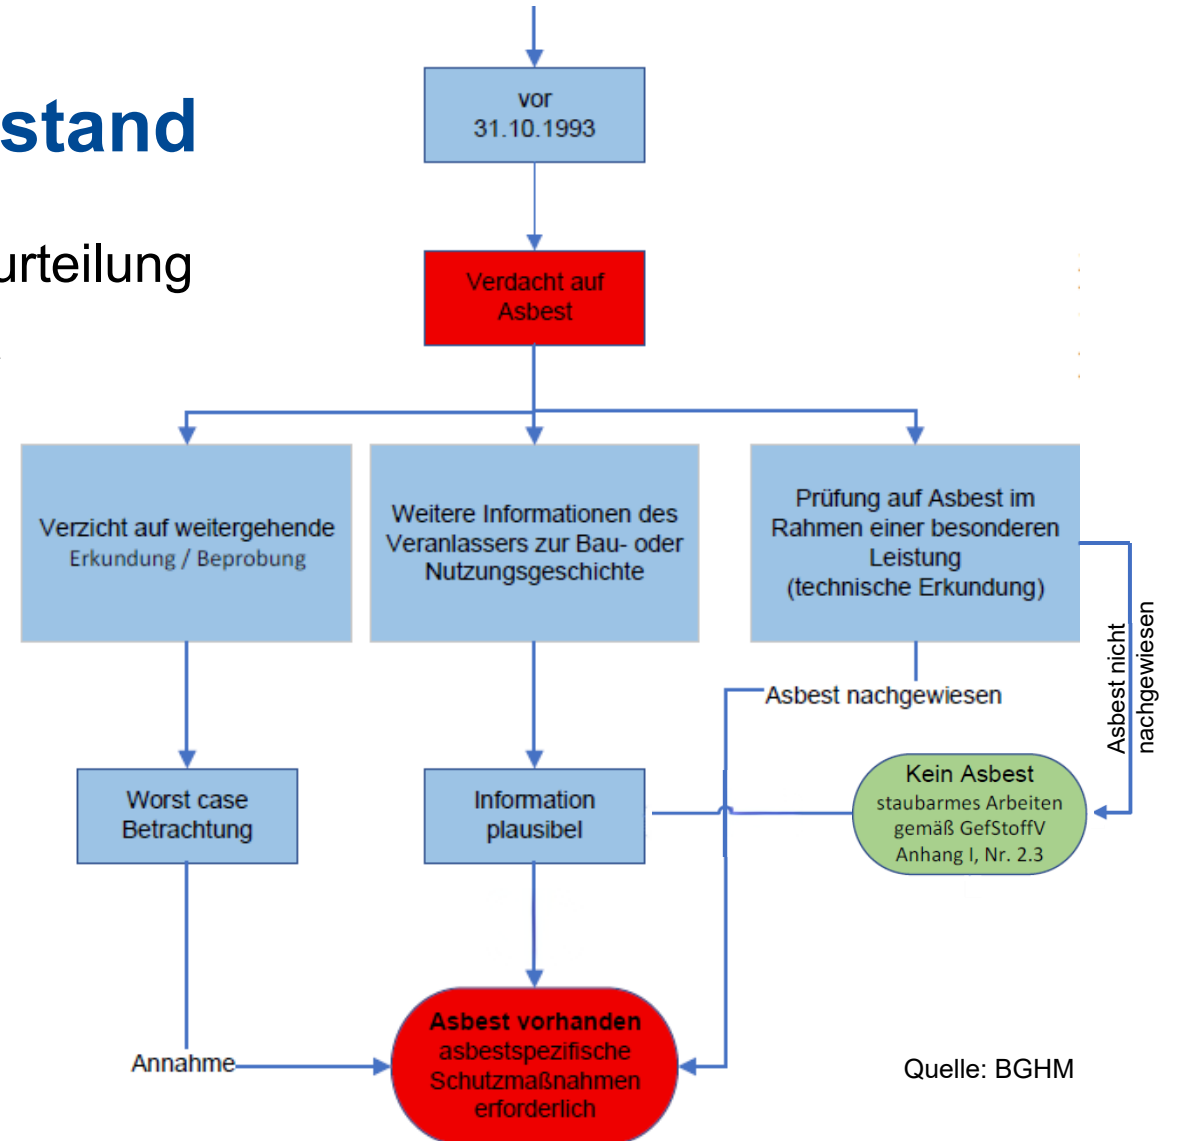 vor
31.10.1993
stand
urteilung
Verdacht auf
Asbest
Verzicht auf weitergehende
Erkundung / Beprobung
Weitere Informationen des
Veranlassers zur Bau- oder
Nutzungsgeschichte
Prüfung auf Asbest im
Rahmen einer besonderen
Leistung
(technische Erkundung)
Asbest nicht
nachgewiesen
Asbest nachgewiesen
Worst case
Betrachtung
Information
plausibel
Kein Asbest
staubarmes Arbeiten
gemäß GefStoffV
Anhang I, Nr. 2.3
Annahme
Asbest vorhanden
asbestspezifische
Schutzmaßnahmen
erforderlich
Quelle: BGHM